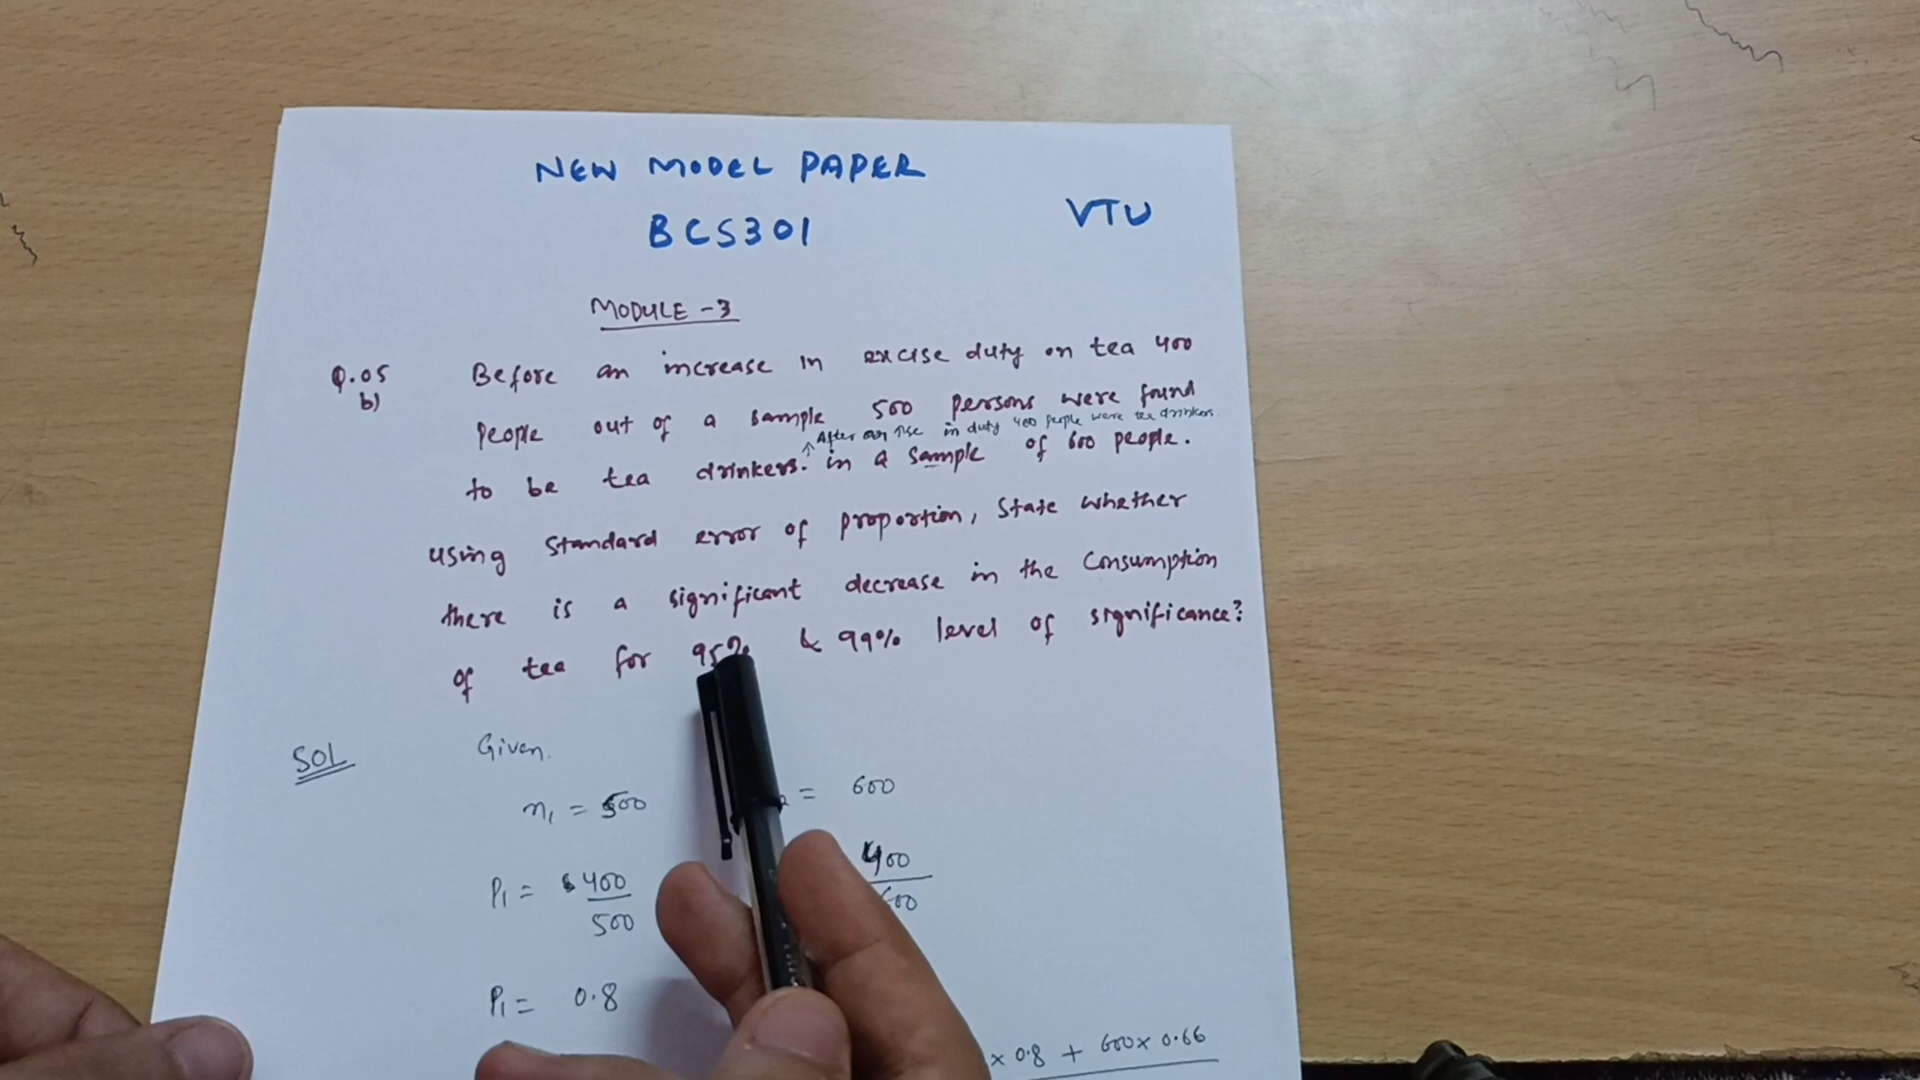 NEW MODEL PAPER
BCS301
VTU
MODULE -3
Q.05 Before an increase in excise duty on tea 400
b)
People out of a sample 500 persons were found
After an rise in duty 400 people were tea drinkers
to be tea drinkers. in a sample of 600 people.
using standard error of proportion, State whether
there is a significant decrease in the Consumption
of tea for 95% & 99% level of significance?
SOL Given.
n₁ = 500 = 600
P₁ = 400 400
500 600
P₁ = 0.8
x 0.8 + 600 x 0.66